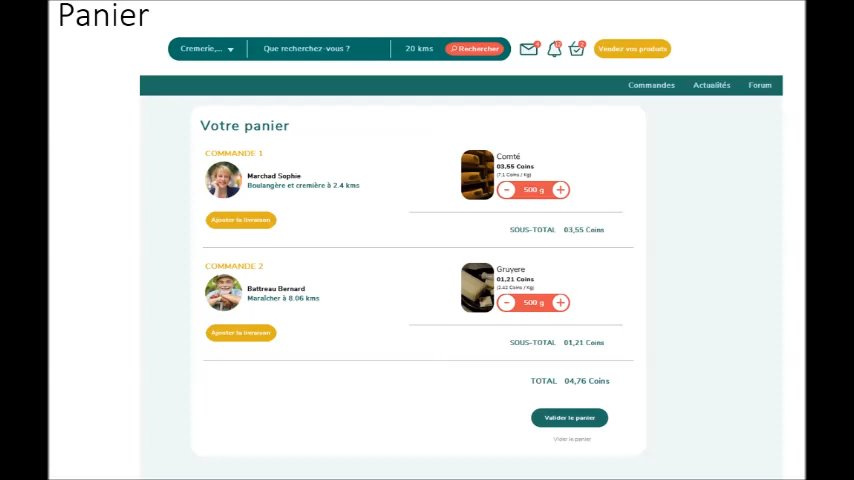 Panier
Cremerie,... Que recherchez-vous ? 20 kms Rechercher
Vendez vos produits
Commandes Actualités Forum
Votre panier
COMMANDE 1
Marchad Sophie
Boulangère et cremière à 2.4 kms
Ajouter la livraison
Comté
03,55 Coins
(7,1 Coins / Kg)
- 500 g +
SOUS-TOTAL 03,55 Coins
COMMANDE 2
Battreau Bernard
Maraîcher à 8.06 kms
Ajouter la livraison
Gruyere
01,21 Coins
(2,42 Coins / Kg)
- 500 g +
SOUS-TOTAL 01,21 Coins
TOTAL 04,76 Coins
Valider le panier
Vider le panier